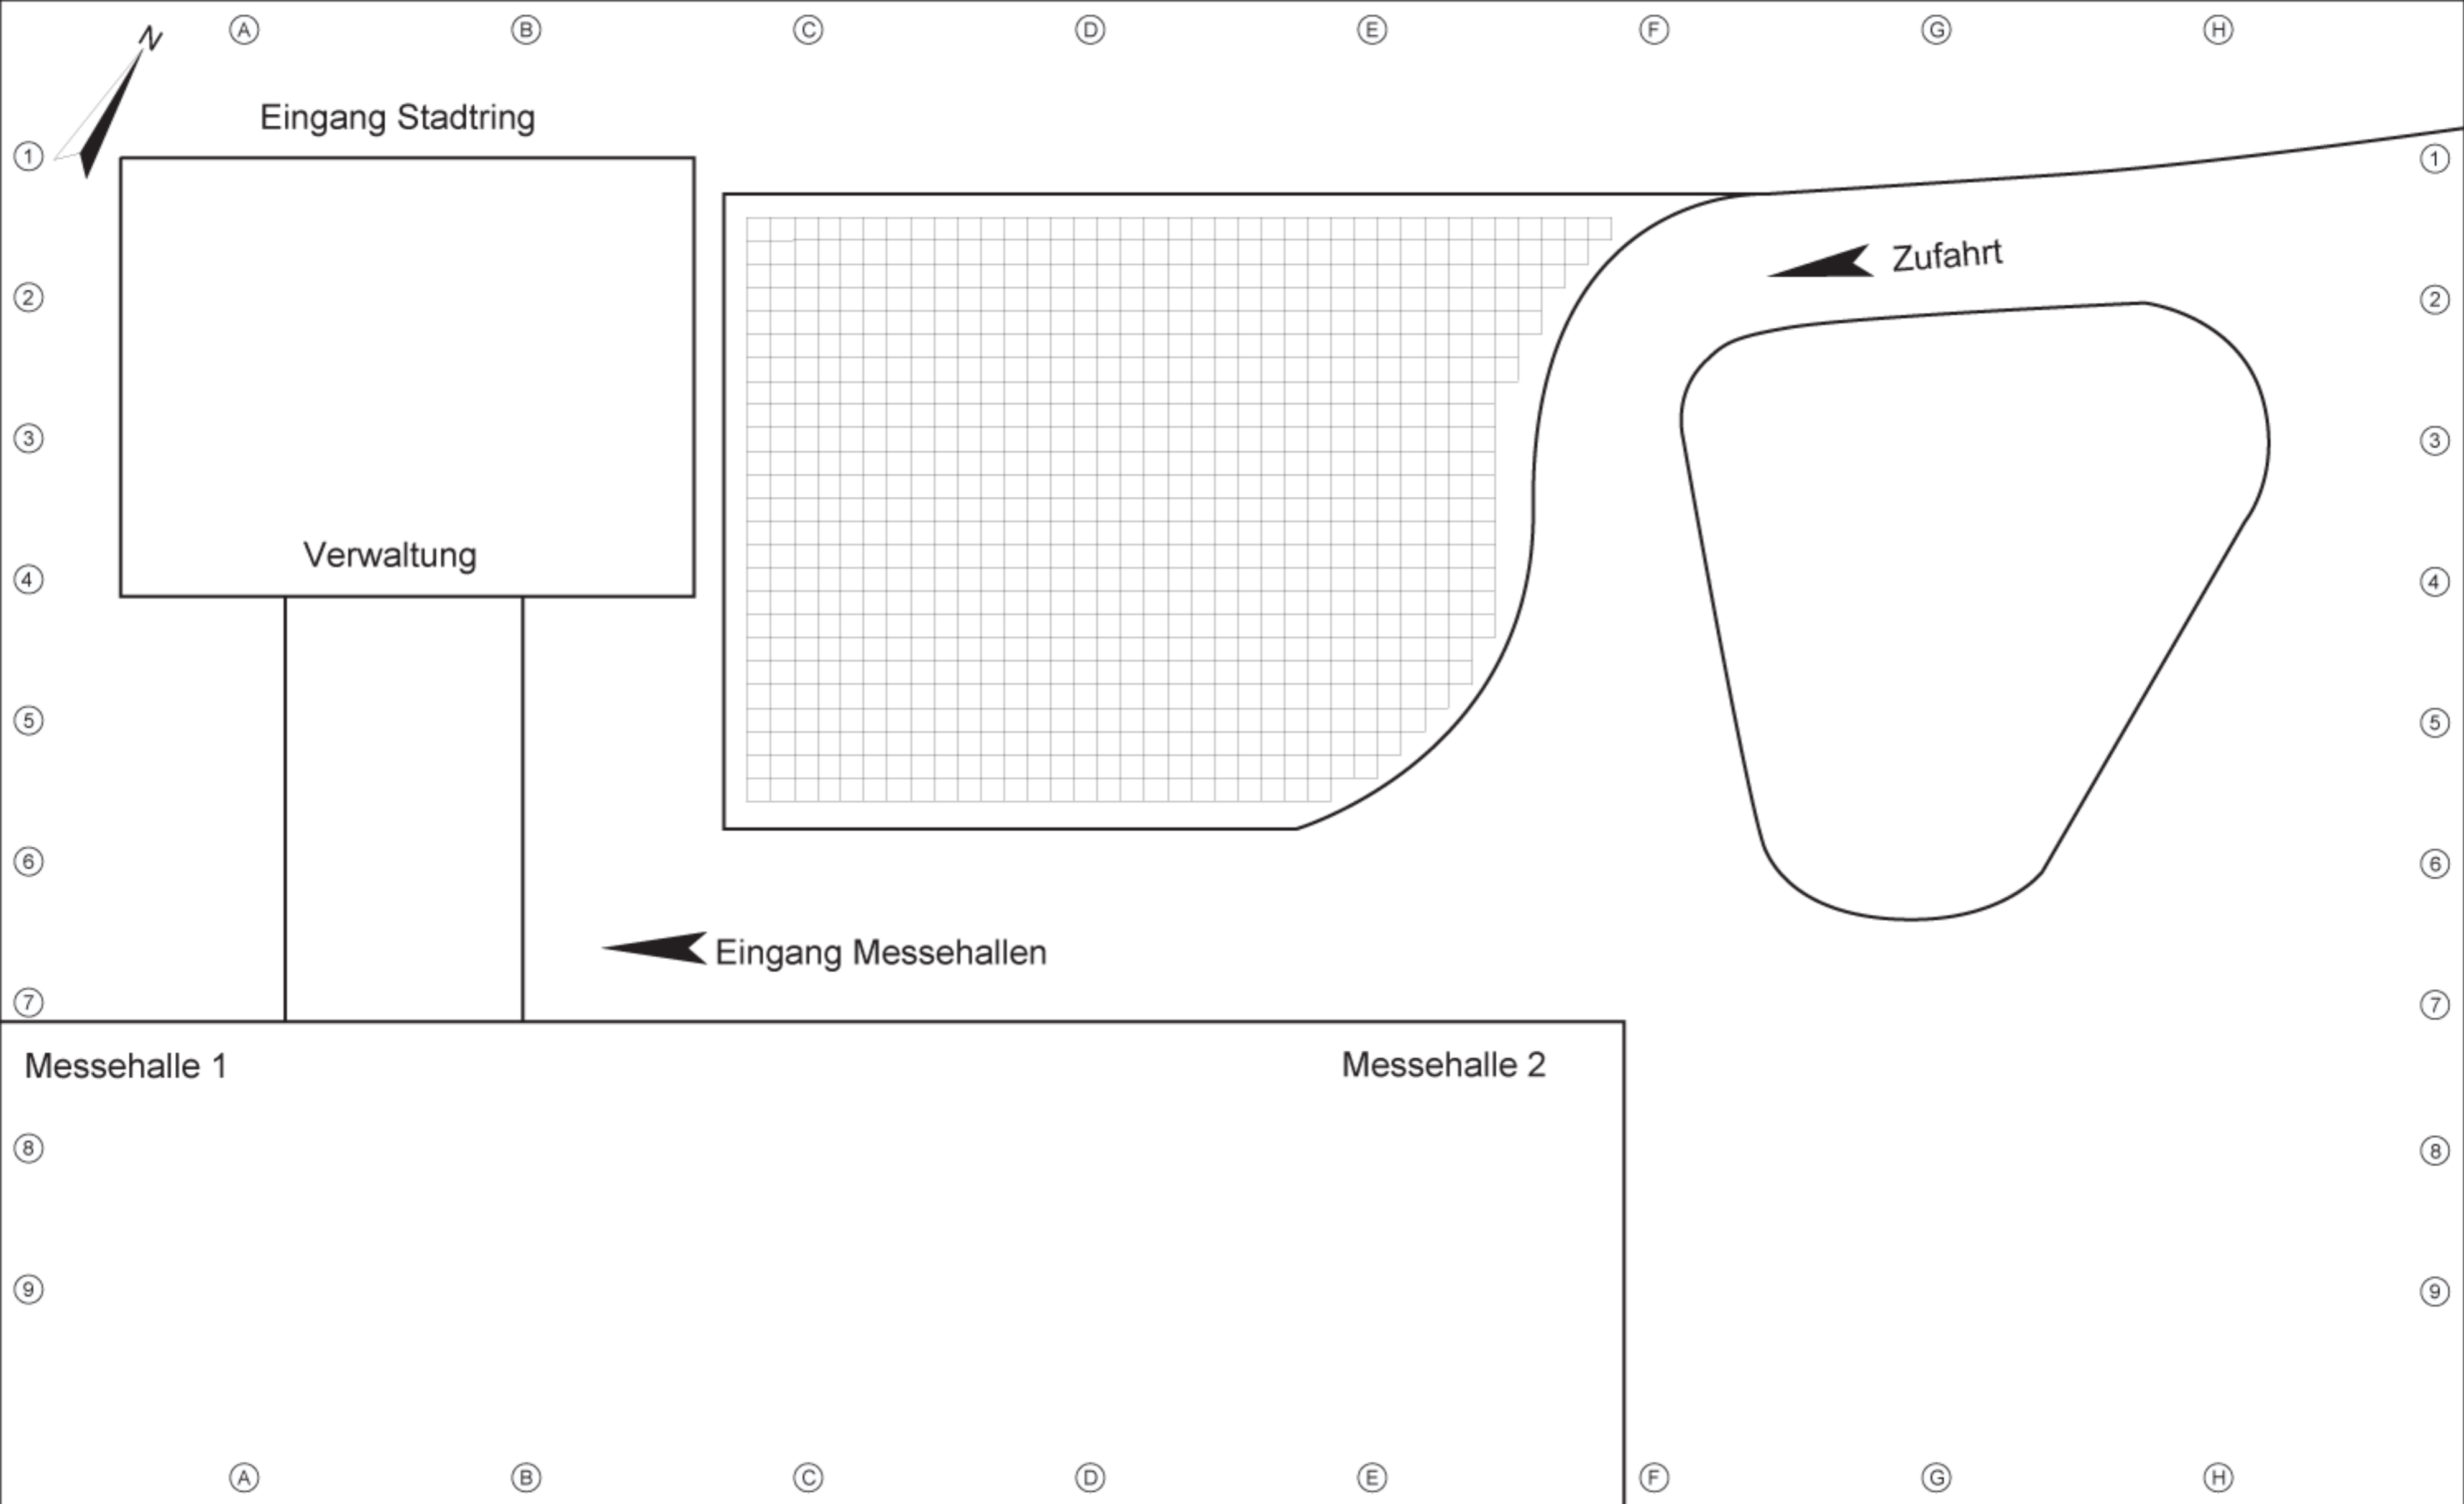 A B C D E F G H
N
Eingang Stadtring
1 1
Zufahrt
2 2
3 3
Verwaltung
4 4
5 5
6 6
Eingang Messehallen
7 7
Messehalle 1 Messehalle 2
8 8
9 9
A B C D E F G H